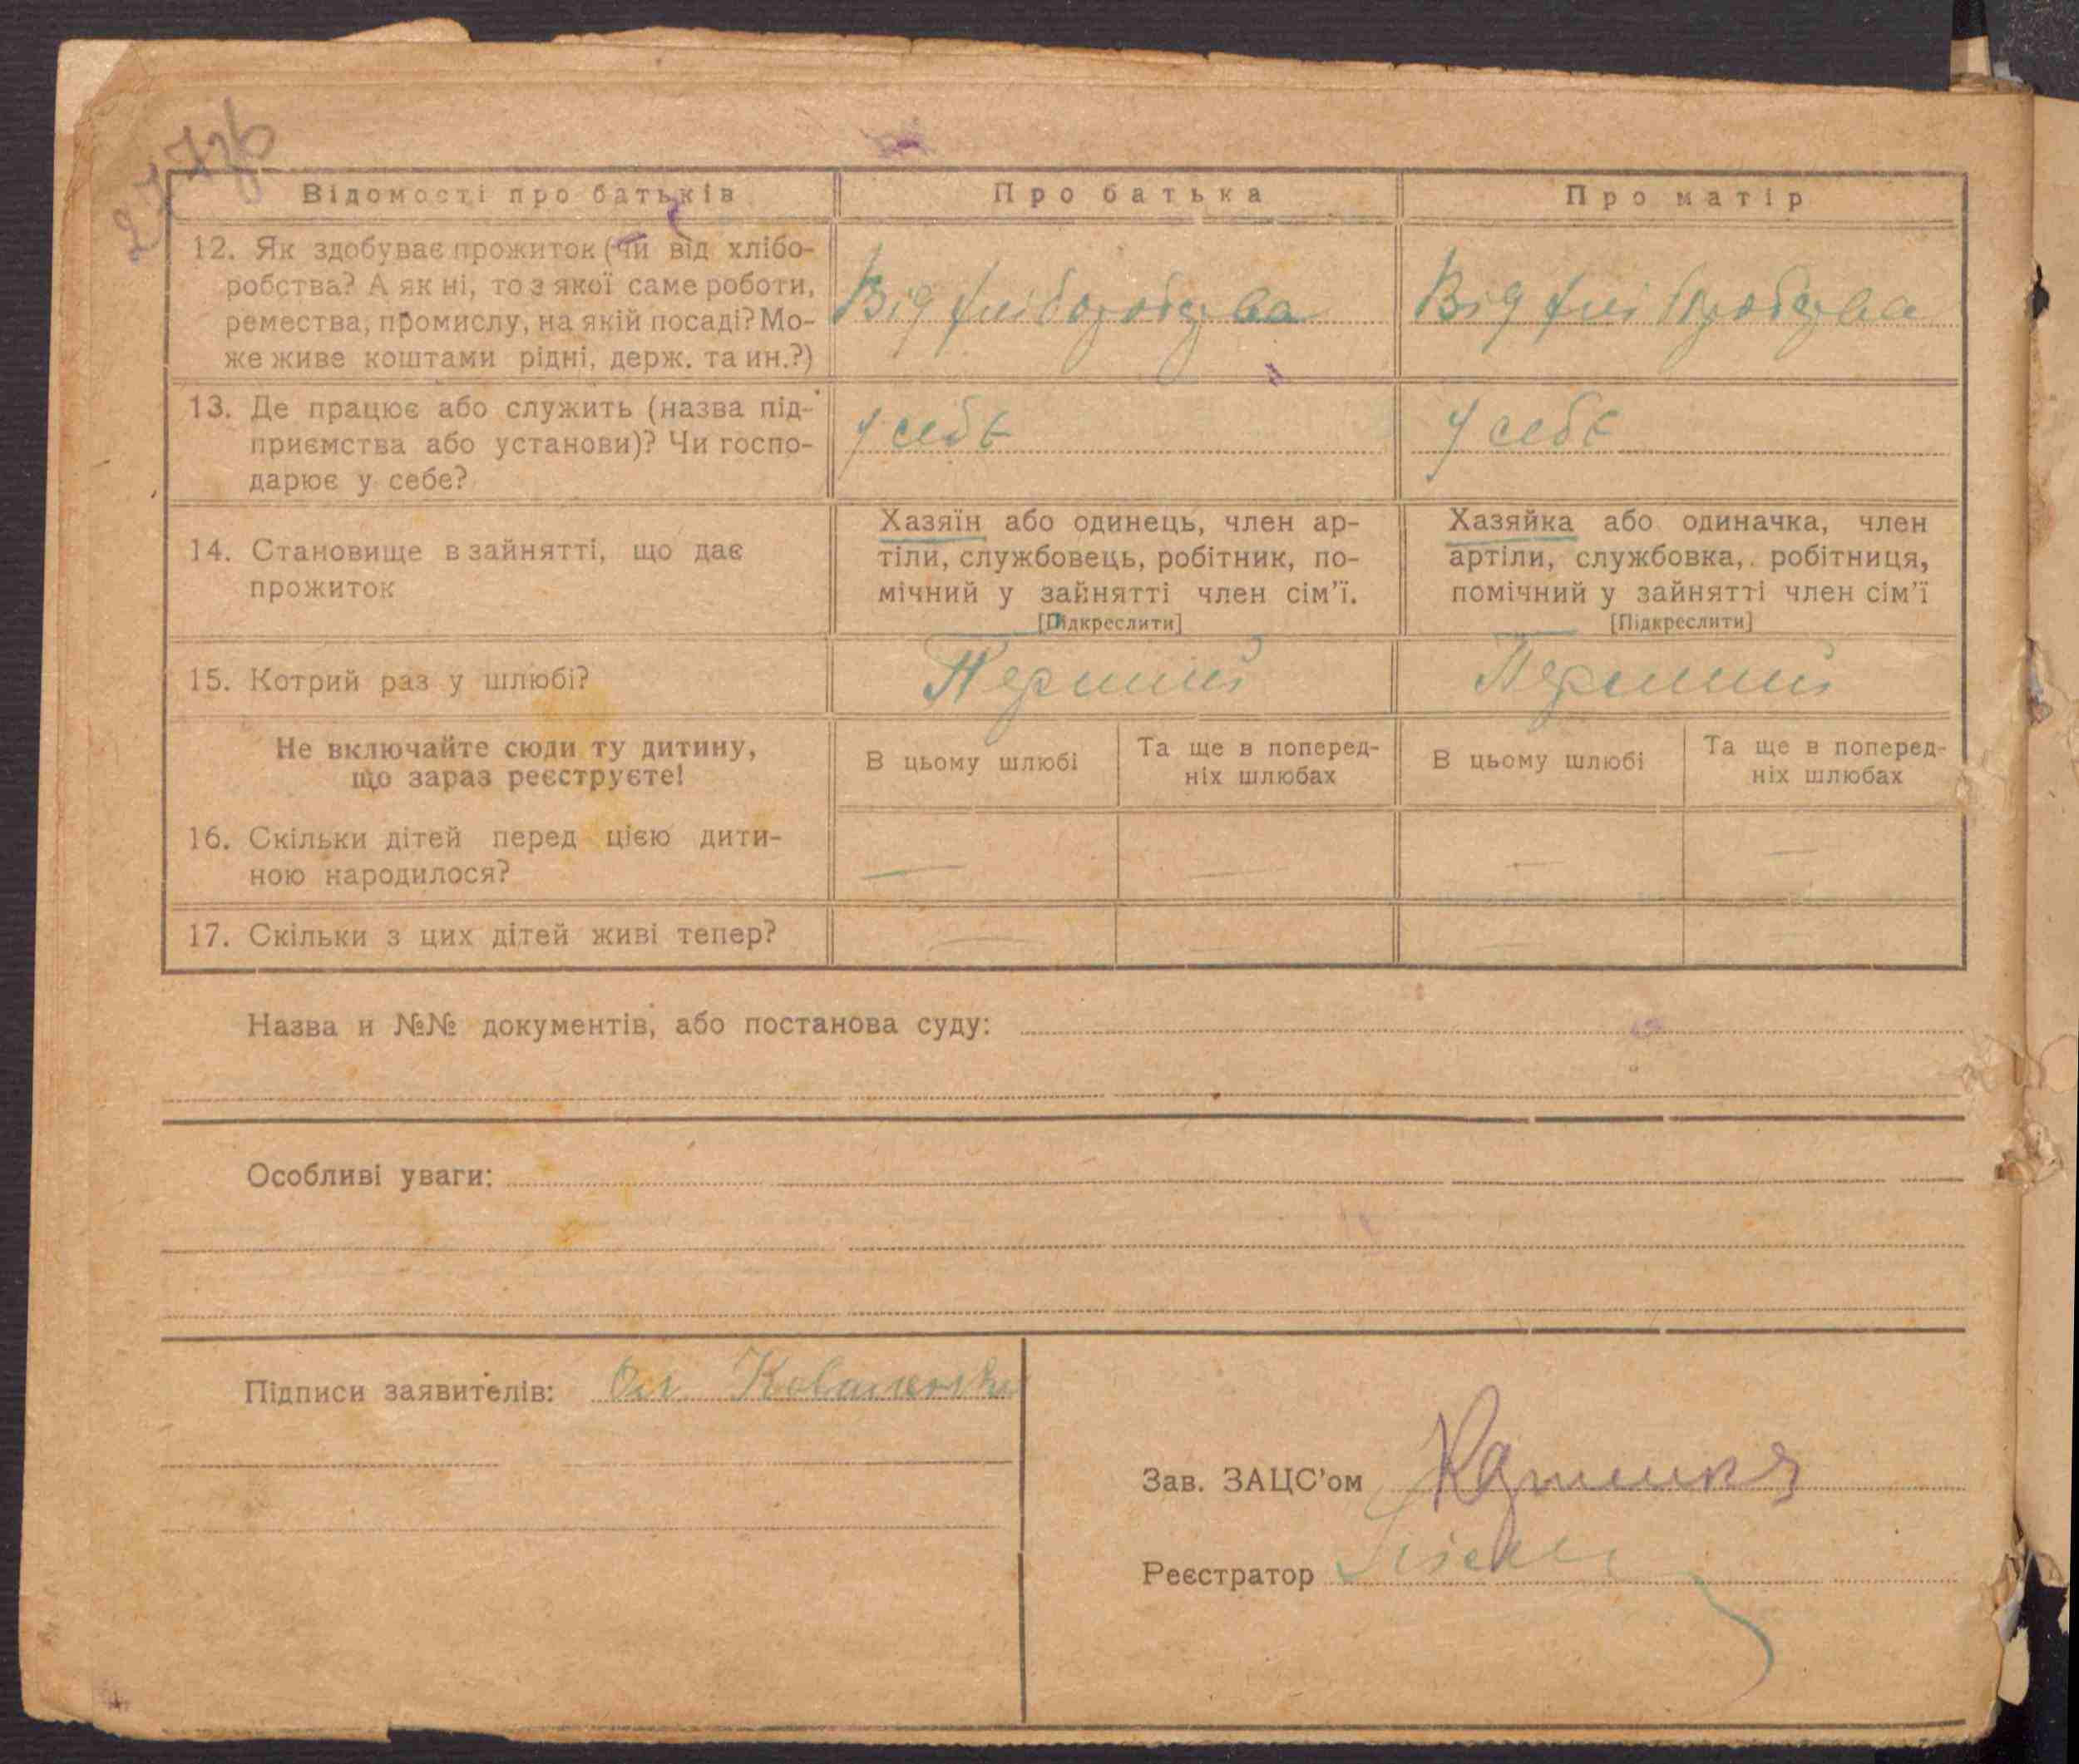 Відомості про батьків
Про батька
Про матір
12. Як здобуває прожиток (чи від хлібо-
робства? А як ні, то з якої саме роботи,
ремества, промислу, на якій посаді? Мо-
же живе коштами рідні, держ. та ин.?)
Від хліборобства
Від хліборобства
13. Де працює або служить (назва під-
приємства або установи)? Чи госпо-
дарює у себе?
У себе
У себе
14. Становище в зайнятті, що дає
прожиток
Хазяїн або одинець, член ар-
тіли, службовець, робітник, по-
мічний у зайнятті член сім'ї.
[Підкреслити]
Хазяйка або одиначка, член
артіли, службовка, робітниця,
помічний у зайнятті член сім'ї
[Підкреслити]
15. Котрий раз у шлюбі?
Перший
Перший
Не включайте сюди ту дитину,
що зараз реєструєте!
В цьому шлюбі
Та ще в поперед-
ніх шлюбах
В цьому шлюбі
Та ще в поперед-
ніх шлюбах
16. Скільки дітей перед цією дити-
ною народилося?
— — — —
17. Скільки з цих дітей живі тепер?
— — — —
Назва и №№ документів, або постанова суду:
Особливі уваги:
Підписи заявителів:
Зав. ЗАЦС'ом
Реєстратор